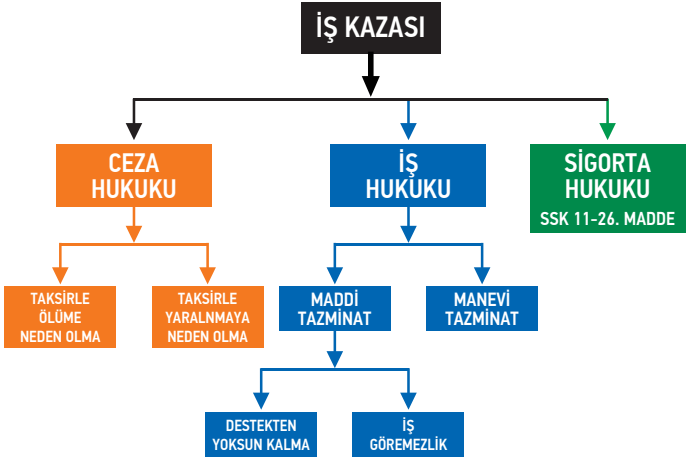 İŞ KAZASI
CEZA
HUKUKU
İŞ
HUKUKU
SİGORTA
HUKUKU
SSK 11-26. MADDE
TAKSİRLE
ÖLÜME
NEDEN OLMA
TAKSİRLE
YARALNMAYA
NEDEN OLMA
MADDİ
TAZMİNAT
MANEVİ
TAZMİNAT
DESTEKTEN
YOKSUN KALMA
İŞ
GÖREMEZLİK